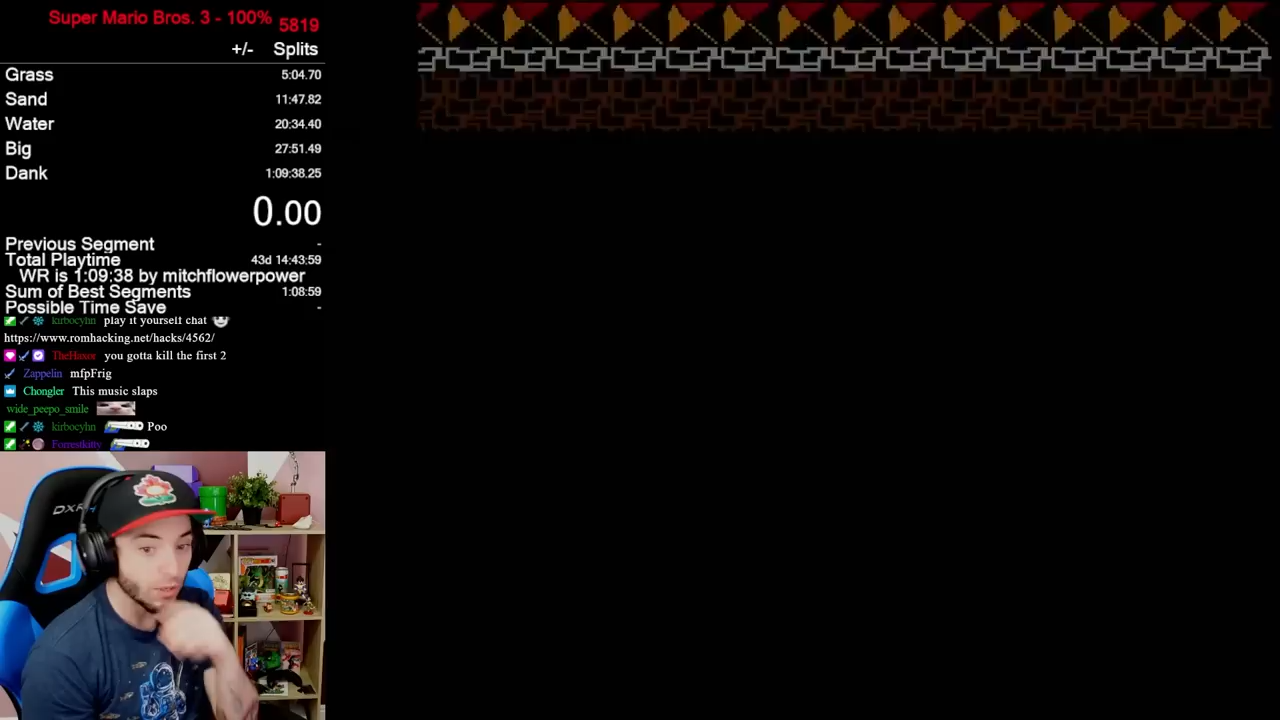 Super Mario Bros. 3 - 100% 5819
+/- Splits
Grass 5:04.70
Sand 11:47.82
Water 20:34.40
Big 27:51.49
Dank 1:09:38.25
0.00
Previous Segment -
Total Playtime 43d 14:43:59
WR is 1:09:38 by mitchflowerpower
Sum of Best Segments 1:08:59
Possible Time Save -
kirbocyhn play it yourself chat
https://www.romhacking.net/hacks/4562/
you gotta kill the first 2
Zappelin mfpFrig
Chongler This music slaps
wide_peepo_smile
kirbocyhn Poo
Forrestkitty
DXR